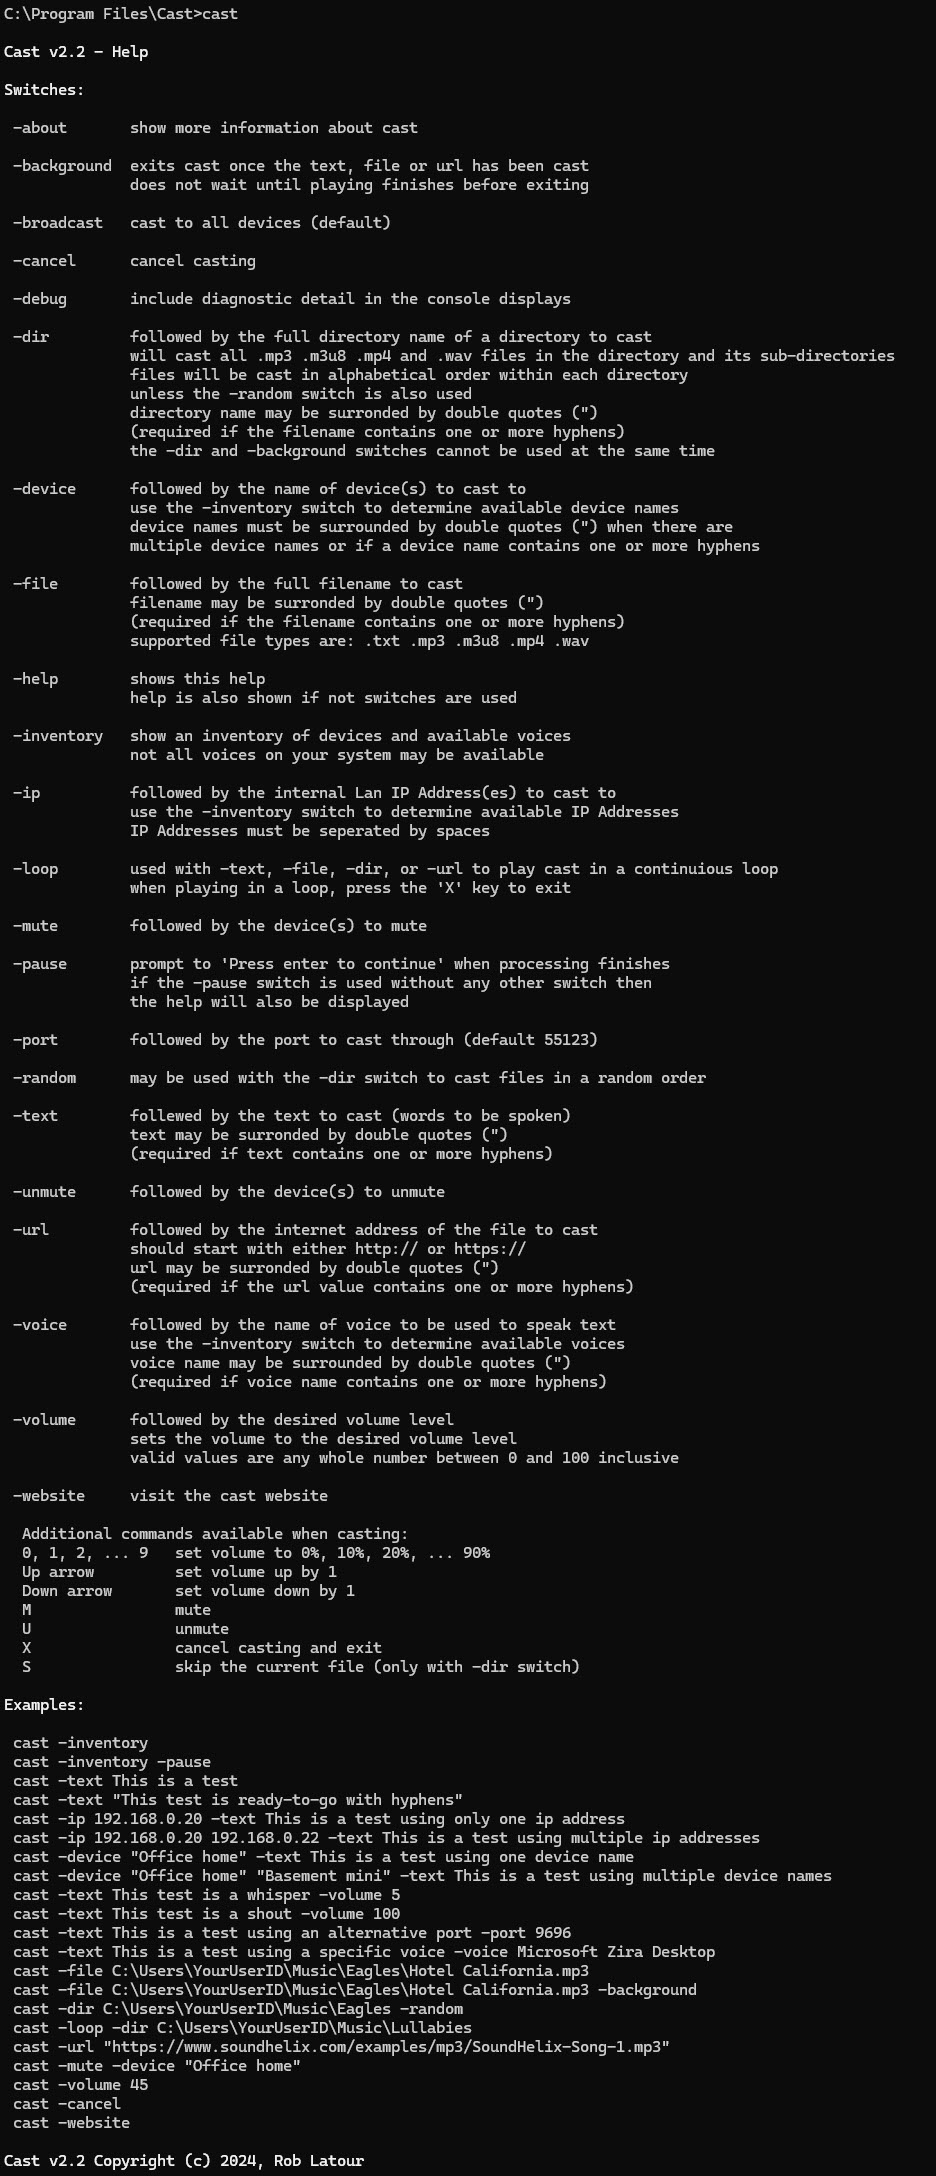 C:\Program Files\Cast>cast
Cast v2.2 - Help
Switches:
-about show more information about cast
-background exits cast once the text, file or url has been cast
does not wait until playing finishes before exiting
-broadcast cast to all devices (default)
-cancel cancel casting
-debug include diagnostic detail in the console displays
-dir followed by the full directory name of a directory to cast
will cast all .mp3 .m3u8 .mp4 and .wav files in the directory and its sub-directories
files will be cast in alphabetical order within each directory
unless the -random switch is also used
directory name may be surronded by double quotes (")
(required if the filename contains one or more hyphens)
the -dir and -background switches cannot be used at the same time
-device followed by the name of device(s) to cast to
use the -inventory switch to determine available device names
device names must be surrounded by double quotes (") when there are
multiple device names or if a device name contains one or more hyphens
-file followed by the full filename to cast
filename may be surronded by double quotes (")
(required if the filename contains one or more hyphens)
supported file types are: .txt .mp3 .m3u8 .mp4 .wav
-help shows this help
help is also shown if not switches are used
-inventory show an inventory of devices and available voices
not all voices on your system may be available
-ip followed by the internal Lan IP Address(es) to cast to
use the -inventory switch to determine available IP Addresses
IP Addresses must be seperated by spaces
-loop used with -text, -file, -dir, or -url to play cast in a continuious loop
when playing in a loop, press the 'X' key to exit
-mute followed by the device(s) to mute
-pause prompt to 'Press enter to continue' when processing finishes
if the -pause switch is used without any other switch then
the help will also be displayed
-port followed by the port to cast through (default 55123)
-random may be used with the -dir switch to cast files in a random order
-text follewed by the text to cast (words to be spoken)
text may be surronded by double quotes (")
(required if text contains one or more hyphens)
-unmute followed by the device(s) to unmute
-url followed by the internet address of the file to cast
should start with either http:// or https://
url may be surronded by double quotes (")
(required if the url value contains one or more hyphens)
-voice followed by the name of voice to be used to speak text
use the -inventory switch to determine available voices
voice name may be surrounded by double quotes (")
(required if voice name contains one or more hyphens)
-volume followed by the desired volume level
sets the volume to the desired volume level
valid values are any whole number between 0 and 100 inclusive
-website visit the cast website
Additional commands available when casting:
0, 1, 2, ... 9 set volume to 0%, 10%, 20%, ... 90%
Up arrow set volume up by 1
Down arrow set volume down by 1
M mute
U unmute
X cancel casting and exit
S skip the current file (only with -dir switch)
Examples:
cast -inventory
cast -inventory -pause
cast -text This is a test
cast -text "This test is ready-to-go with hyphens"
cast -ip 192.168.0.20 -text This is a test using only one ip address
cast -ip 192.168.0.20 192.168.0.22 -text This is a test using multiple ip addresses
cast -device "Office home" -text This is a test using one device name
cast -device "Office home" "Basement mini" -text This is a test using multiple device names
cast -text This test is a whisper -volume 5
cast -text This test is a shout -volume 100
cast -text This is a test using an alternative port -port 9696
cast -text This is a test using a specific voice -voice Microsoft Zira Desktop
cast -file C:\Users\YourUserID\Music\Eagles\Hotel California.mp3
cast -file C:\Users\YourUserID\Music\Eagles\Hotel California.mp3 -background
cast -dir C:\Users\YourUserID\Music\Eagles -random
cast -loop -dir C:\Users\YourUserID\Music\Lullabies
cast -url "https://www.soundhelix.com/examples/mp3/SoundHelix-Song-1.mp3"
cast -mute -device "Office home"
cast -volume 45
cast -cancel
cast -website
Cast v2.2 Copyright (c) 2024, Rob Latour